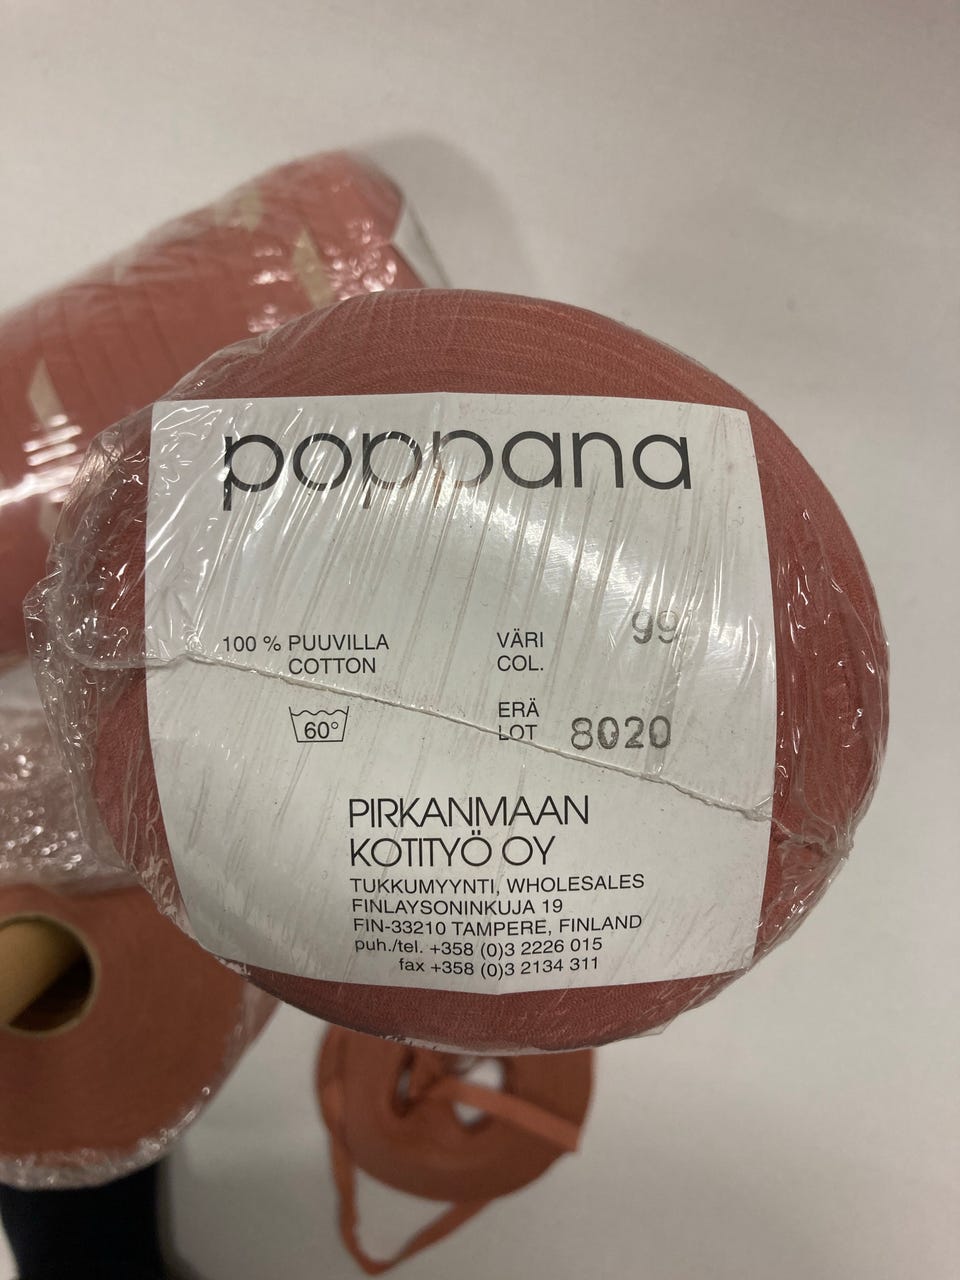 poppana
100 % PUUVILLA
COTTON
VÄRI 99
COL.
60°
ERÄ
LOT 8020
PIRKANMAAN
KOTITYÖ OY
TUKKUMYYNTI, WHOLESALES
FINLAYSONINKUJA 19
FIN-33210 TAMPERE, FINLAND
puh./tel. +358 (0)3 2226 015
fax +358 (0)3 2134 311